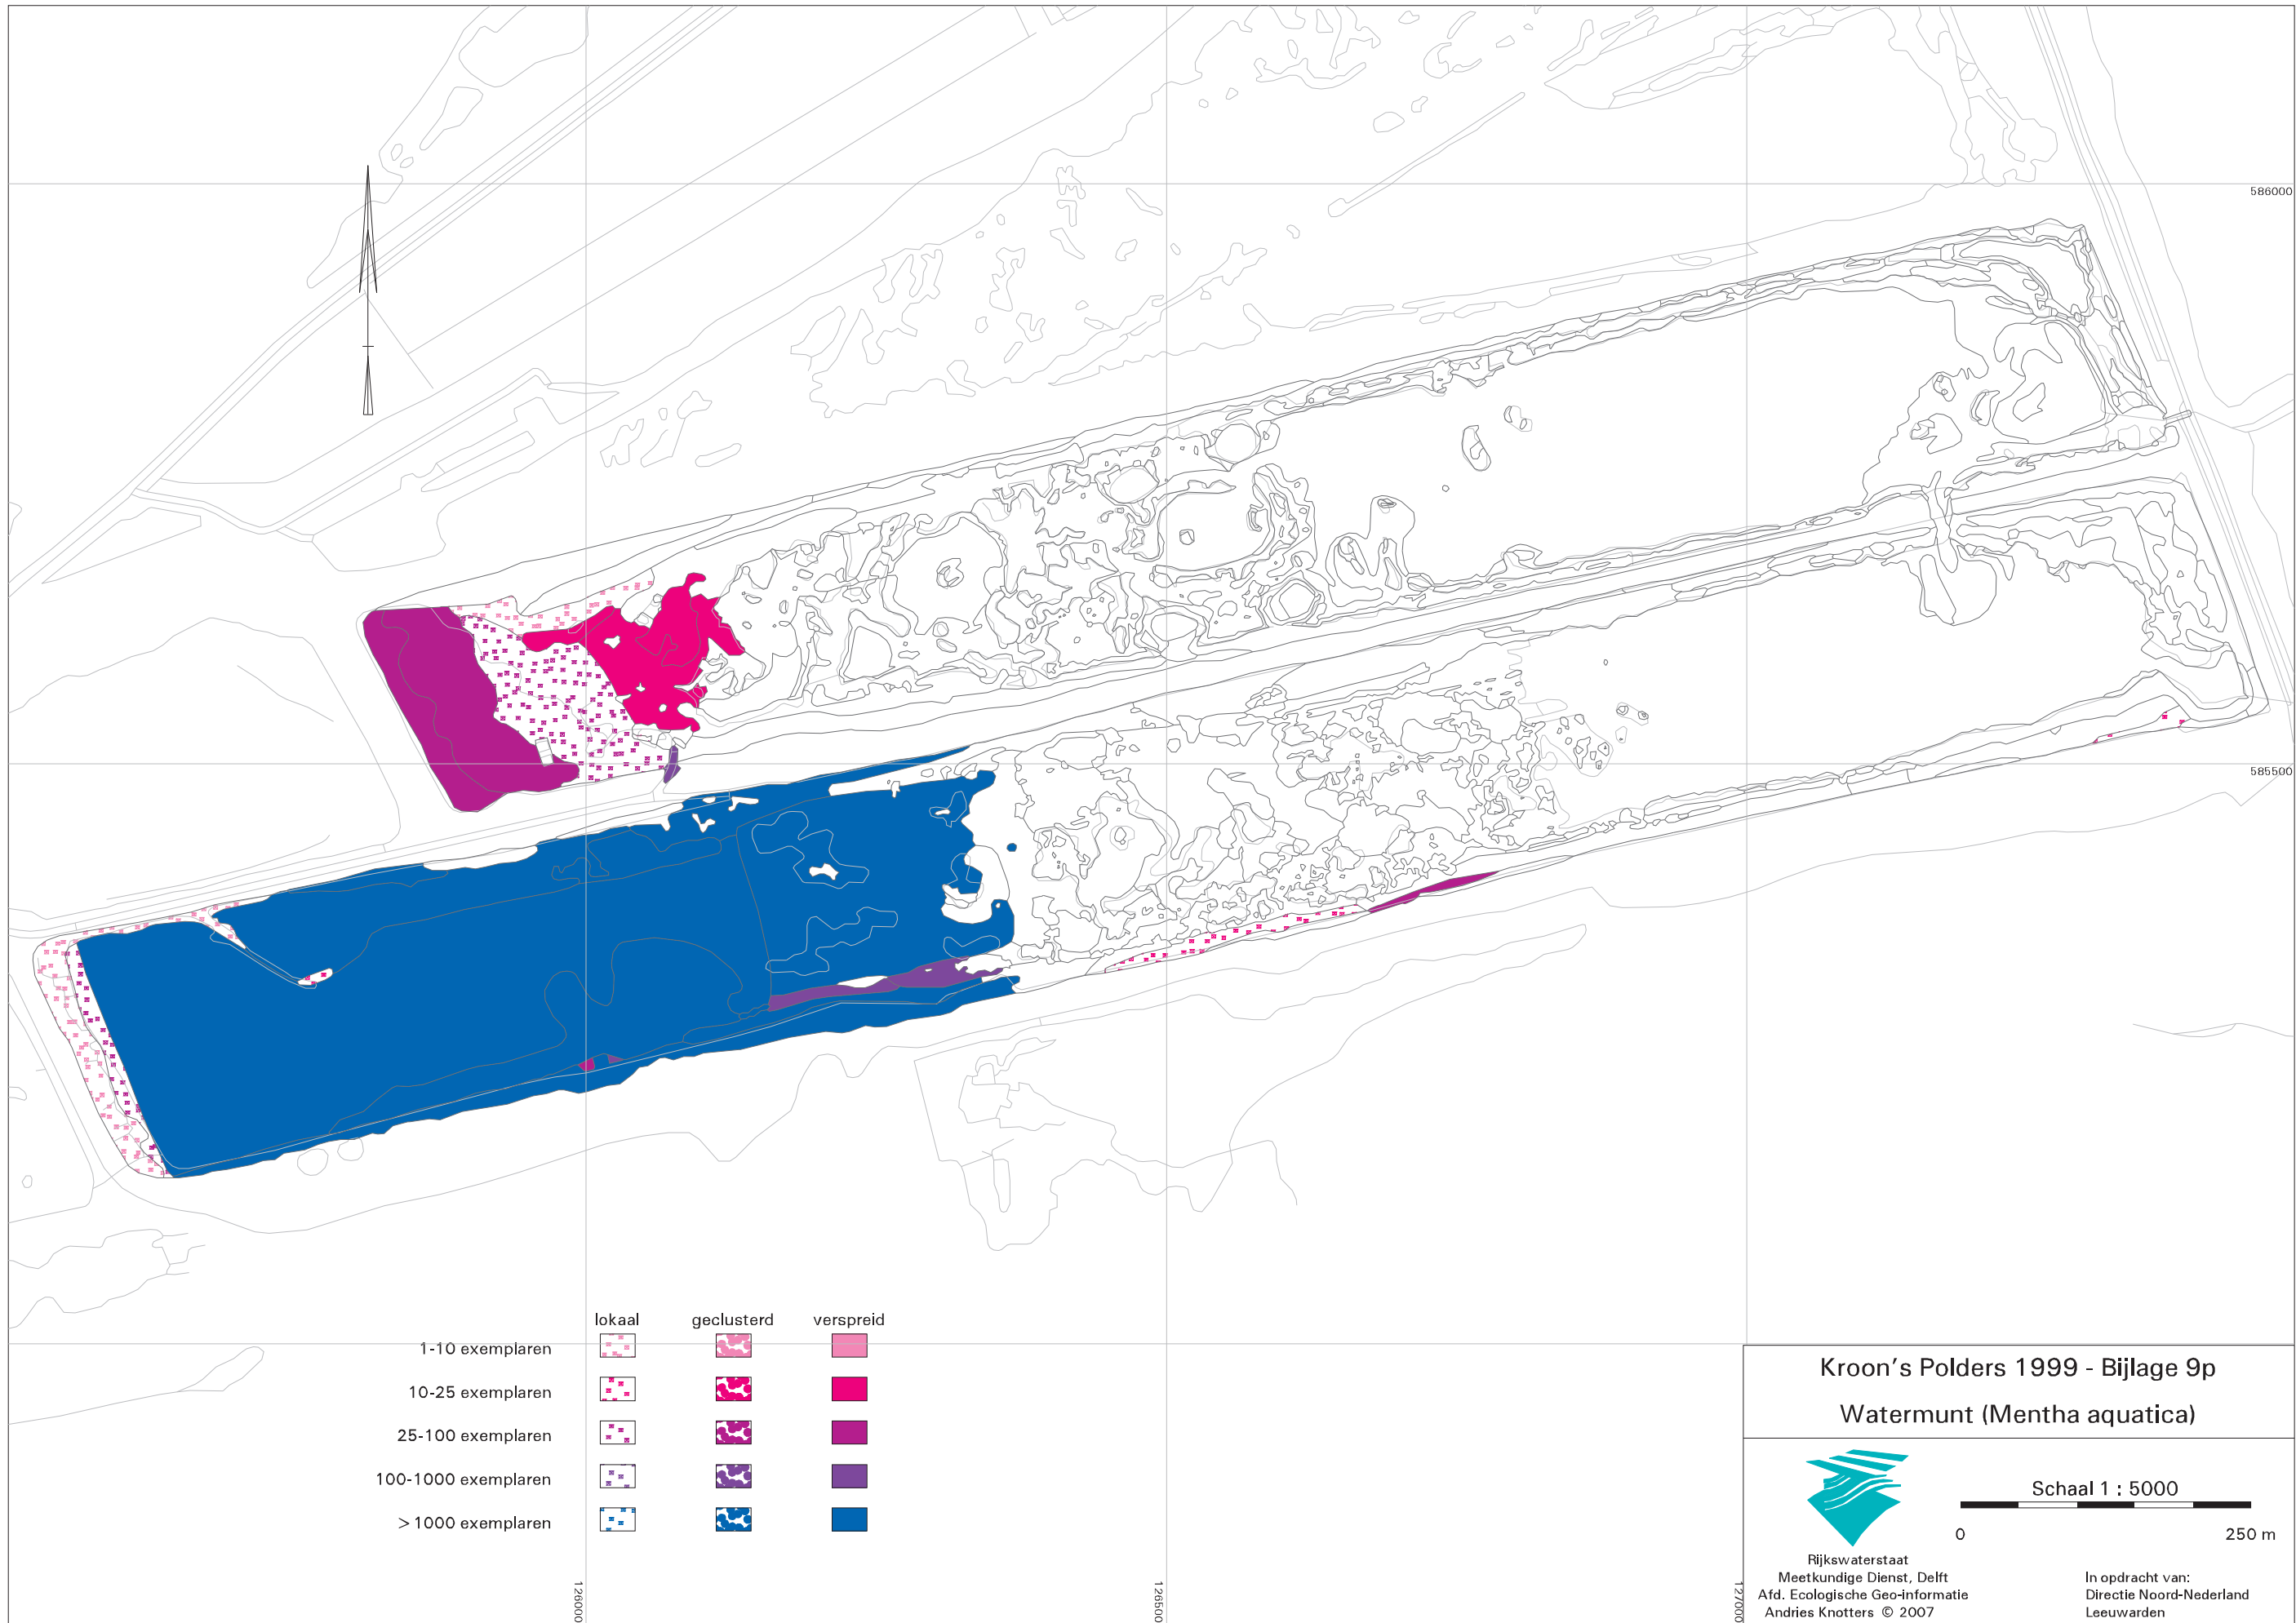 586000
585500
lokaal geclusterd verspreid
1-10 exemplaren
10-25 exemplaren
25-100 exemplaren
100-1000 exemplaren
>1000 exemplaren
126000
126500
127000
Kroon's Polders 1999 - Bijlage 9p
Watermunt (Mentha aquatica)
Schaal 1 : 5000
0 250 m
Rijkswaterstaat
Meetkundige Dienst, Delft
Afd. Ecologische Geo-informatie
Andries Knotters © 2007
In opdracht van:
Directie Noord-Nederland
Leeuwarden